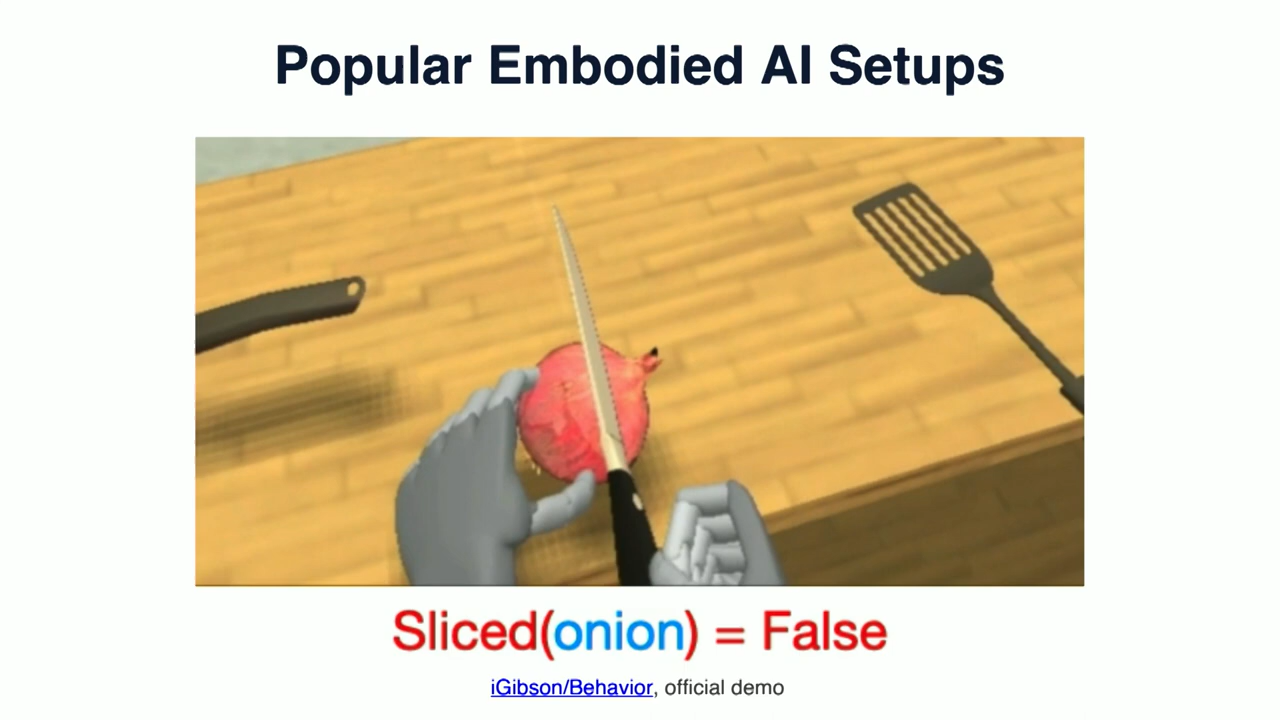 Popular Embodied AI Setups
Sliced(onion) = False
iGibson/Behavior, official demo